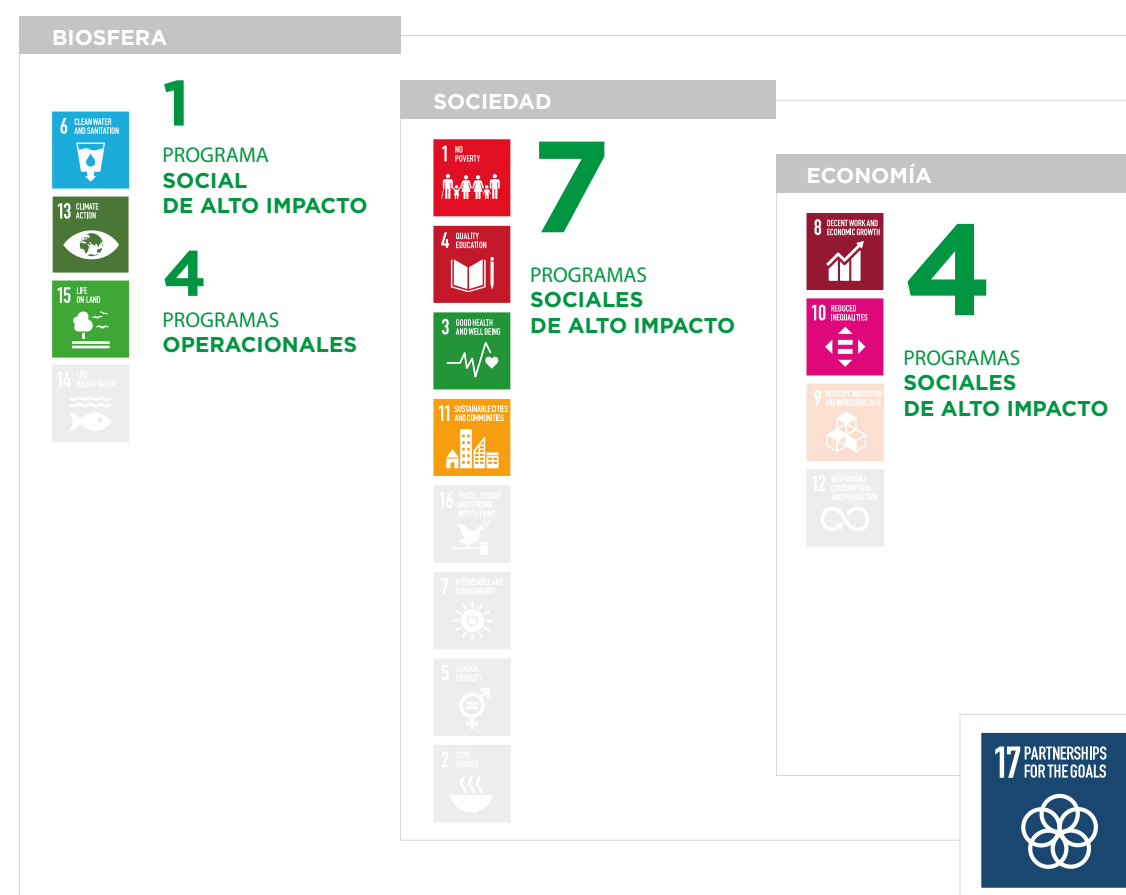 BIOSFERA
6 CLEAN WATER
AND SANITATION
13 CLIMATE
ACTION
15 LIFE
ON LAND
14 LIFE
BELOW WATER
1
PROGRAMA
SOCIAL
DE ALTO IMPACTO
4
PROGRAMAS
OPERACIONALES
SOCIEDAD
1 NO
POVERTY
4 QUALITY
EDUCATION
3 GOOD HEALTH
AND WELL BEING
11 SUSTAINABLE CITIES
AND COMMUNITIES
16 PEACE, JUSTICE
AND STRONG
INSTITUTIONS
7 AFFORDABLE AND
CLEAN ENERGY
5 GENDER
EQUALITY
2 ZERO
HUNGER
7
PROGRAMAS
SOCIALES
DE ALTO IMPACTO
ECONOMÍA
8 DECENT WORK AND
ECONOMIC GROWTH
10 REDUCED
INEQUALITIES
9 INDUSTRY, INNOVATION
AND INFRASTRUCTURE
12 RESPONSIBLE
CONSUMPTION
AND PRODUCTION
4
PROGRAMAS
SOCIALES
DE ALTO IMPACTO
17 PARTNERSHIPS
FOR THE GOALS